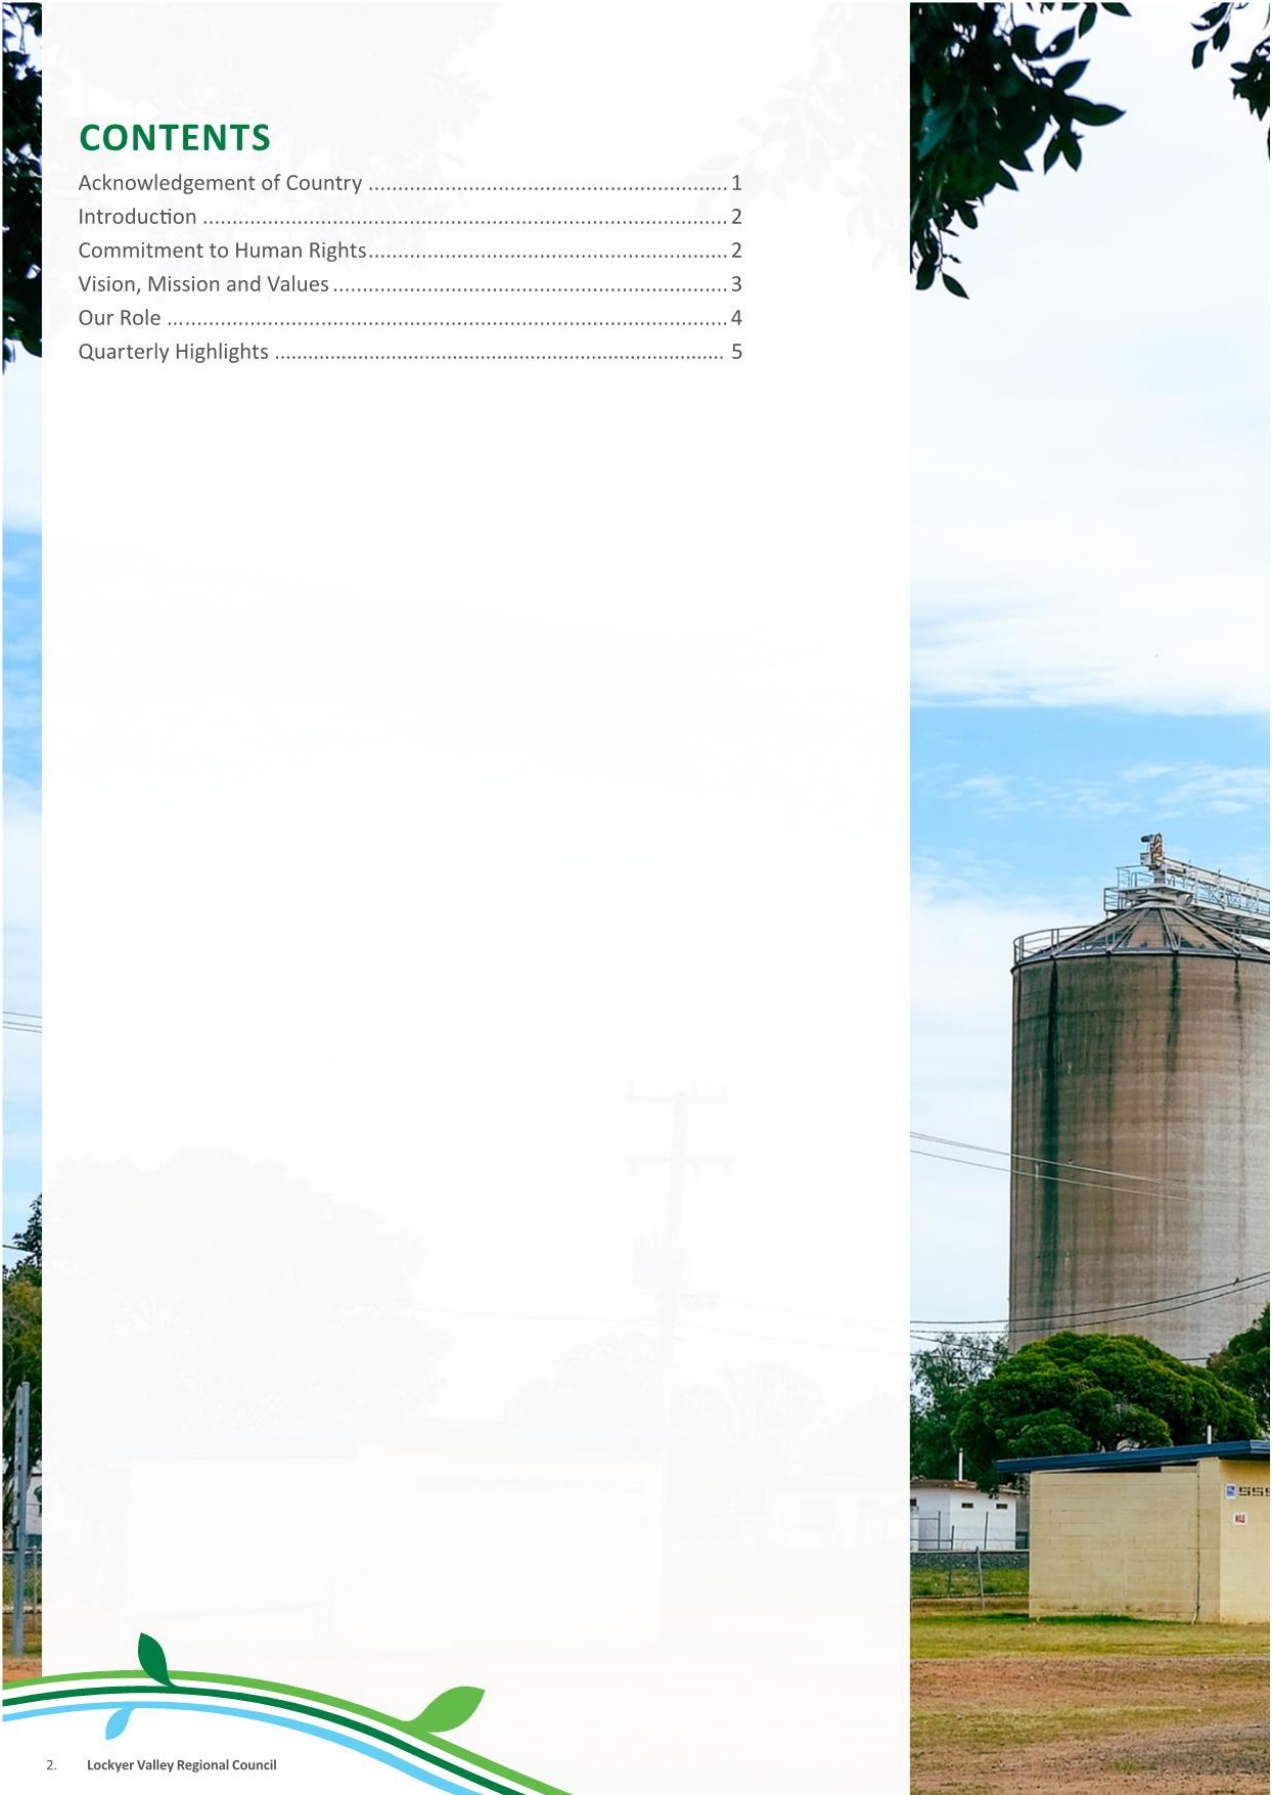 CONTENTS
Acknowledgement of Country ............................................................. 1
Introduction ......................................................................................... 2
Commitment to Human Rights............................................................. 2
Vision, Mission and Values ................................................................... 3
Our Role ............................................................................................... 4
Quarterly Highlights ................................................................................. 5
2. Lockyer Valley Regional Council